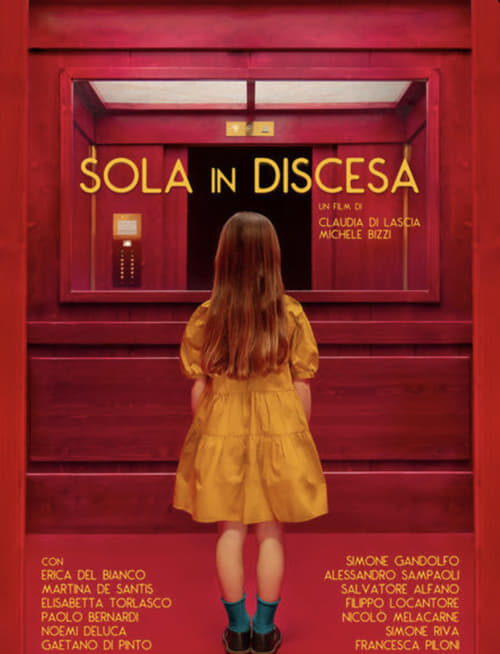 SOLA IN DISCESA
UN FILM DI
CLAUDIA DI LASCIA
MICHELE BIZZI
CON
ERICA DEL BIANCO
MARTINA DE SANTIS
ELISABETTA TORLASCO
PAOLO BERNARDI
NOEMI DELUCA
GAETANO DI PINTO
SIMONE GANDOLFO
ALESSANDRO SAMPAOLI
SALVATORE ALFANO
FILIPPO LOCANTORE
NICOLÒ MELACARNE
SIMONE RIVA
FRANCESCA PILONI